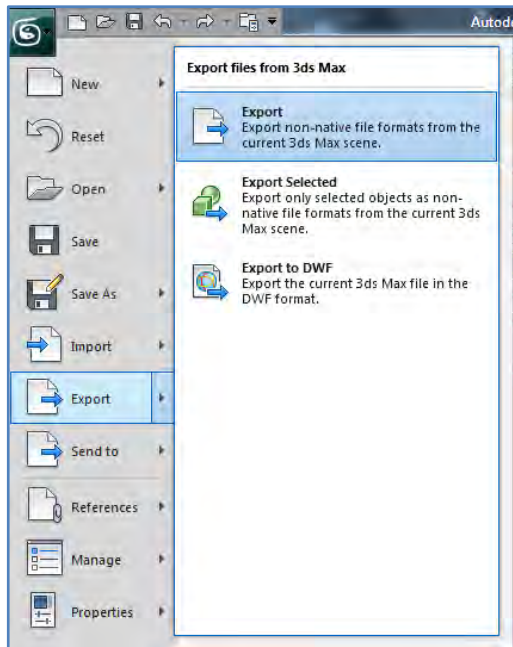 Autod
New
Reset
Open
Save
Save As
Import
Export
Send to
References
Manage
Properties
Export files from 3ds Max
Export
Export non-native file formats from the
current 3ds Max scene.
Export Selected
Export only selected objects as non-
native file formats from the current 3ds
Max scene.
Export to DWF
Export the current 3ds Max file in the
DWF format.